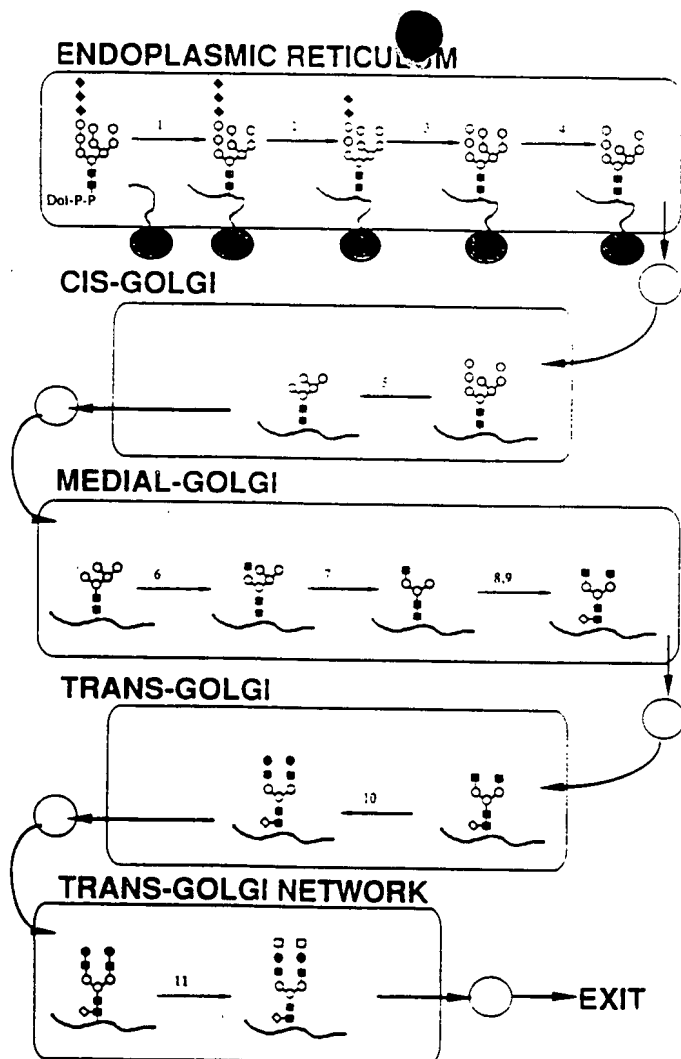 ENDOPLASMIC RETICULUM
1 2 3 4
Dol-P-P
CIS-GOLGI
5
MEDIAL-GOLGI
6 7 8,9
TRANS-GOLGI
10
TRANS-GOLGI NETWORK
11
EXIT